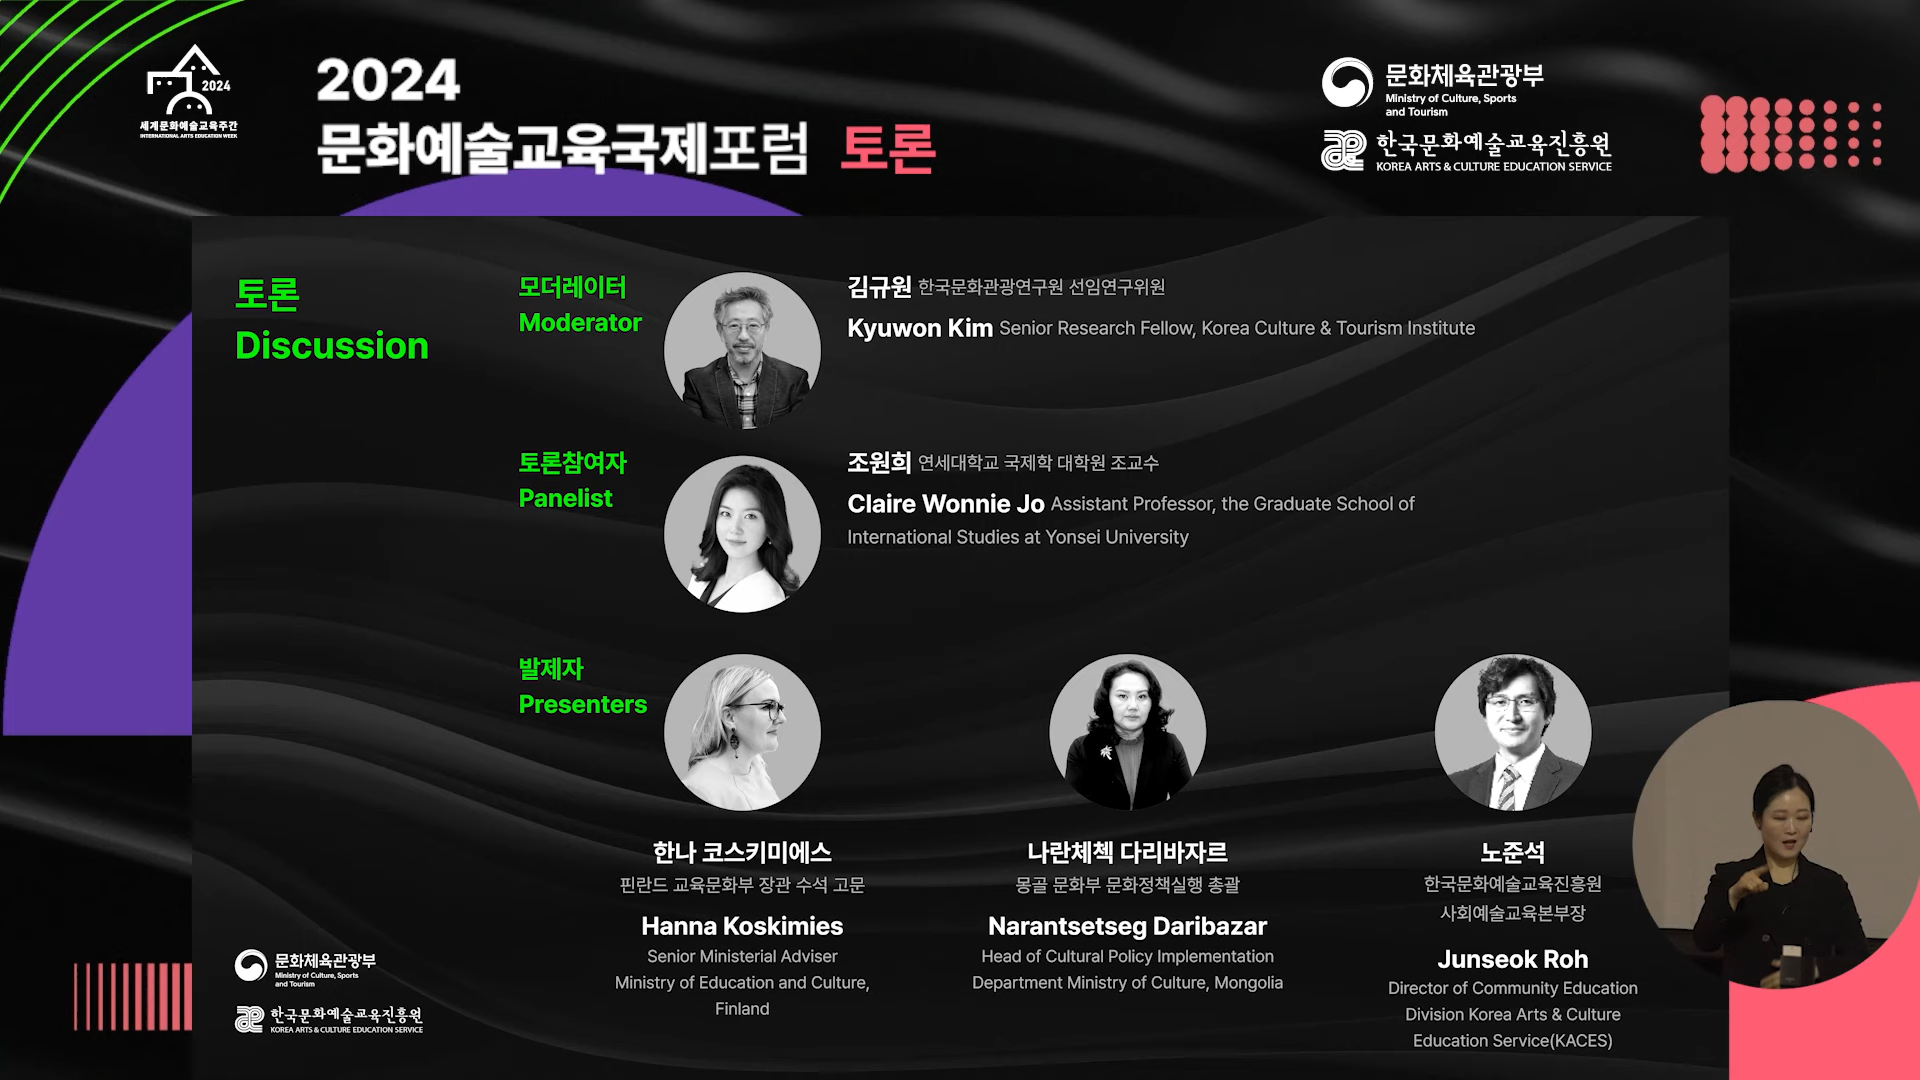 2024
세계문화예술교육주간
INTERNATIONAL ARTS EDUCATION WEEK
2024
문화예술교육국제포럼 토론
문화체육관광부
Ministry of Culture, Sports
and Tourism
한국문화예술교육진흥원
KOREA ARTS & CULTURE EDUCATION SERVICE
토론
Discussion
모더레이터
Moderator
김규원 한국문화관광연구원 선임연구위원
Kyuwon Kim Senior Research Fellow, Korea Culture & Tourism Institute
토론참여자
Panelist
조원희 연세대학교 국제학 대학원 조교수
Claire Wonnie Jo Assistant Professor, the Graduate School of
International Studies at Yonsei University
발제자
Presenters
한나 코스키미에스
핀란드 교육문화부 장관 수석 고문
Hanna Koskimies
Senior Ministerial Adviser
Ministry of Education and Culture,
Finland
나란체첵 다리바자르
몽골 문화부 문화정책실행 총괄
Narantsetseg Daribazar
Head of Cultural Policy Implementation
Department Ministry of Culture, Mongolia
노준석
한국문화예술교육진흥원
사회예술교육본부장
Junseok Roh
Director of Community Education
Division Korea Arts & Culture
Education Service(KACES)
문화체육관광부
Ministry of Culture, Sports
and Tourism
한국문화예술교육진흥원
KOREA ARTS & CULTURE EDUCATION SERVICE